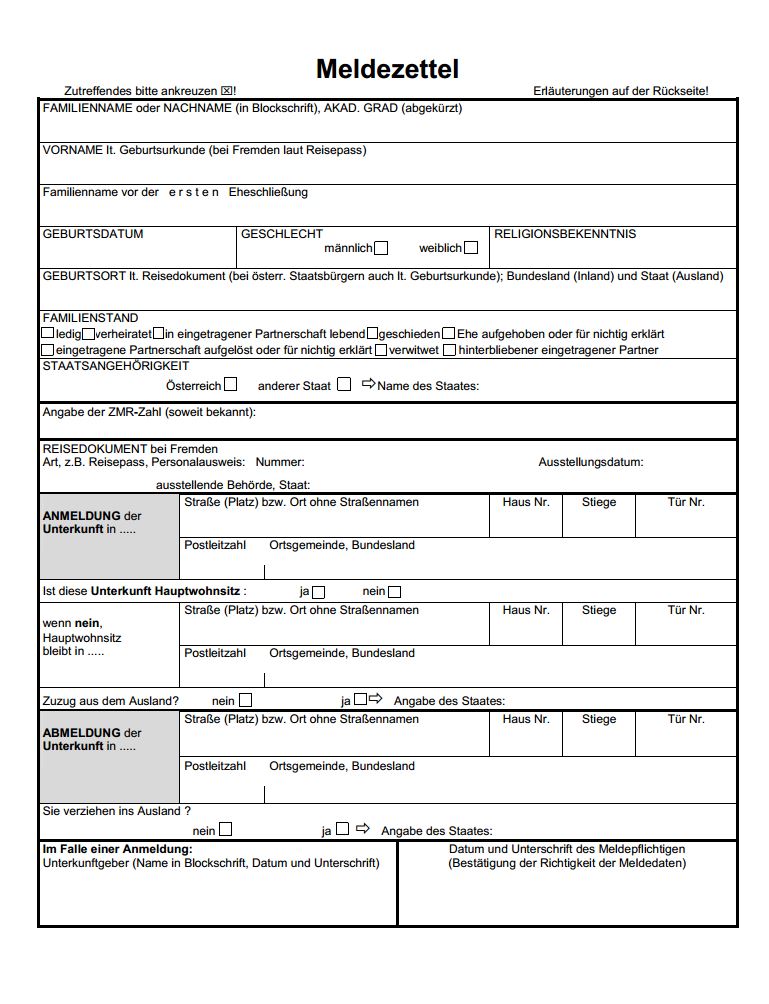 Meldezettel
Zutreffendes bitte ankreuzen ☒! Erläuterungen auf der Rückseite!
FAMILIENNAME oder NACHNAME (in Blockschrift), AKAD. GRAD (abgekürzt)
VORNAME lt. Geburtsurkunde (bei Fremden laut Reisepass)
Familienname vor der e r s t e n Eheschließung
GEBURTSDATUM GESCHLECHT RELIGIONSBEKENNTNIS
männlich☐ weiblich☐
GEBURTSORT lt. Reisedokument (bei österr. Staatsbürgern auch lt. Geburtsurkunde); Bundesland (Inland) und Staat (Ausland)
FAMILIENSTAND
☐ledig☐verheiratet☐in eingetragener Partnerschaft lebend☐geschieden☐Ehe aufgehoben oder für nichtig erklärt
☐eingetragene Partnerschaft aufgelöst oder für nichtig erklärt☐verwitwet ☐hinterbliebener eingetragener Partner
STAATSANGEHÖRIGKEIT
Österreich☐ anderer Staat ☐ ⇨Name des Staates:
Angabe der ZMR-Zahl (soweit bekannt):
REISEDOKUMENT bei Fremden
Art, z.B. Reisepass, Personalausweis: Nummer: Ausstellungsdatum:
ausstellende Behörde, Staat:
Straße (Platz) bzw. Ort ohne Straßennamen Haus Nr. Stiege Tür Nr.
ANMELDUNG der
Unterkunft in .....
Postleitzahl Ortsgemeinde, Bundesland
Ist diese Unterkunft Hauptwohnsitz : ja☐ nein☐
Straße (Platz) bzw. Ort ohne Straßennamen Haus Nr. Stiege Tür Nr.
wenn nein,
Hauptwohnsitz
bleibt in .....
Postleitzahl Ortsgemeinde, Bundesland
Zuzug aus dem Ausland? nein ☐ ja☐⇨ Angabe des Staates:
Straße (Platz) bzw. Ort ohne Straßennamen Haus Nr. Stiege Tür Nr.
ABMELDUNG der
Unterkunft in .....
Postleitzahl Ortsgemeinde, Bundesland
Sie verziehen ins Ausland ?
nein ☐ ja ☐ ⇨ Angabe des Staates:
Im Falle einer Anmeldung: Datum und Unterschrift des Meldepflichtigen
Unterkunftgeber (Name in Blockschrift, Datum und Unterschrift) (Bestätigung der Richtigkeit der Meldedaten)